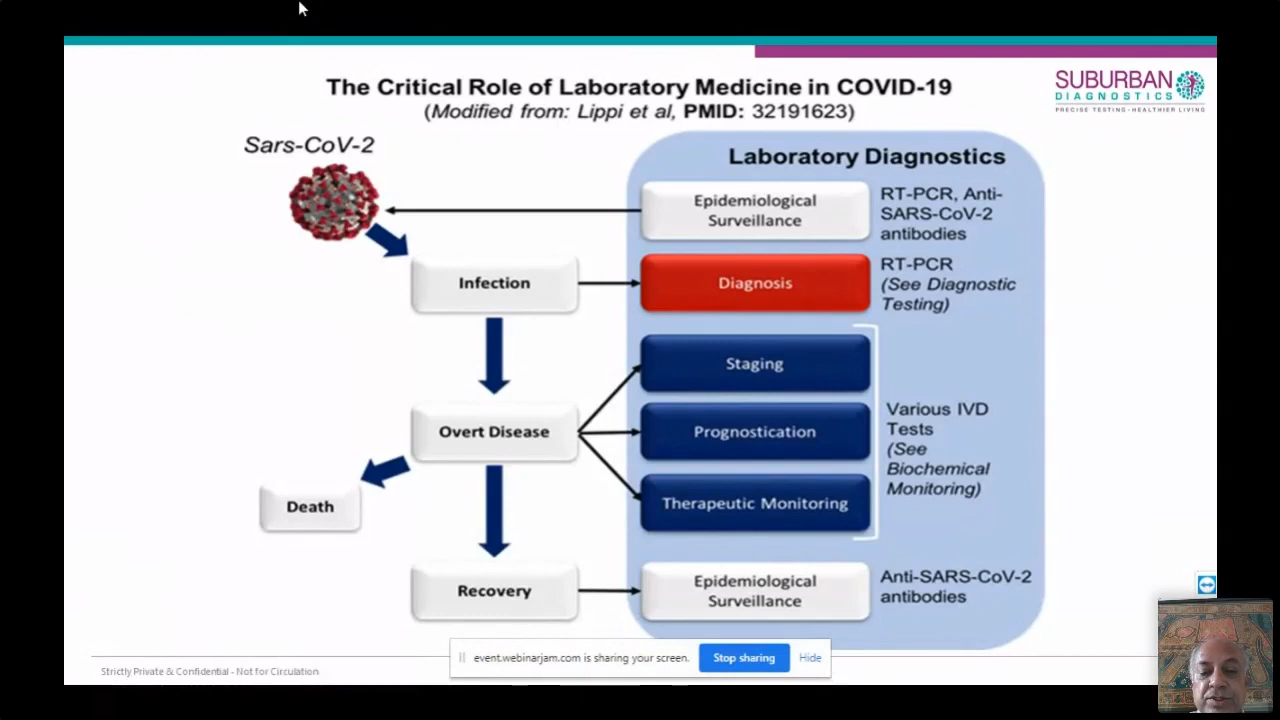 The Critical Role of Laboratory Medicine in COVID-19
(Modified from: Lippi et al, PMID: 32191623)
SUBURBAN
DIAGNOSTICS
PRECISE TESTING - HEALTHIER LIVING
Sars-CoV-2
Laboratory Diagnostics
Epidemiological
Surveillance
RT-PCR, Anti-
SARS-CoV-2
antibodies
Infection
Diagnosis
RT-PCR
(See Diagnostic
Testing)
Staging
Overt Disease
Prognostication
Various IVD
Tests
(See
Biochemical
Monitoring)
Death
Therapeutic Monitoring
Recovery
Epidemiological
Surveillance
Anti-SARS-CoV-2
antibodies
event.webinarjam.com is sharing your screen.
Stop sharing
Hide
Strictly Private & Confidential - Not for Circulation